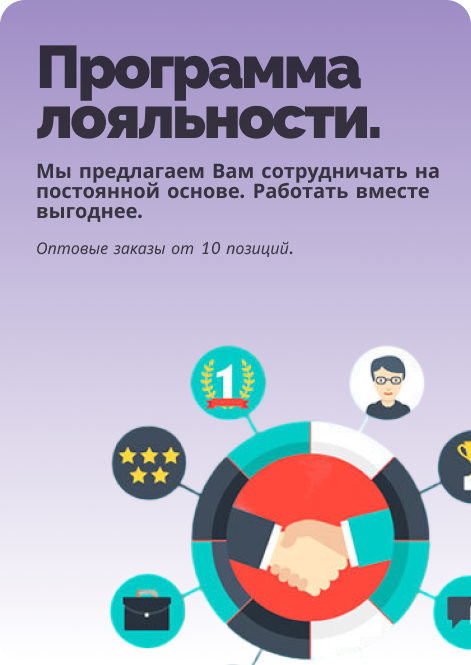 Программа
лояльности.
Мы предлагаем Вам сотрудничать на
постоянной основе. Работать вместе
выгоднее.
Оптовые заказы от 10 позиций.
1